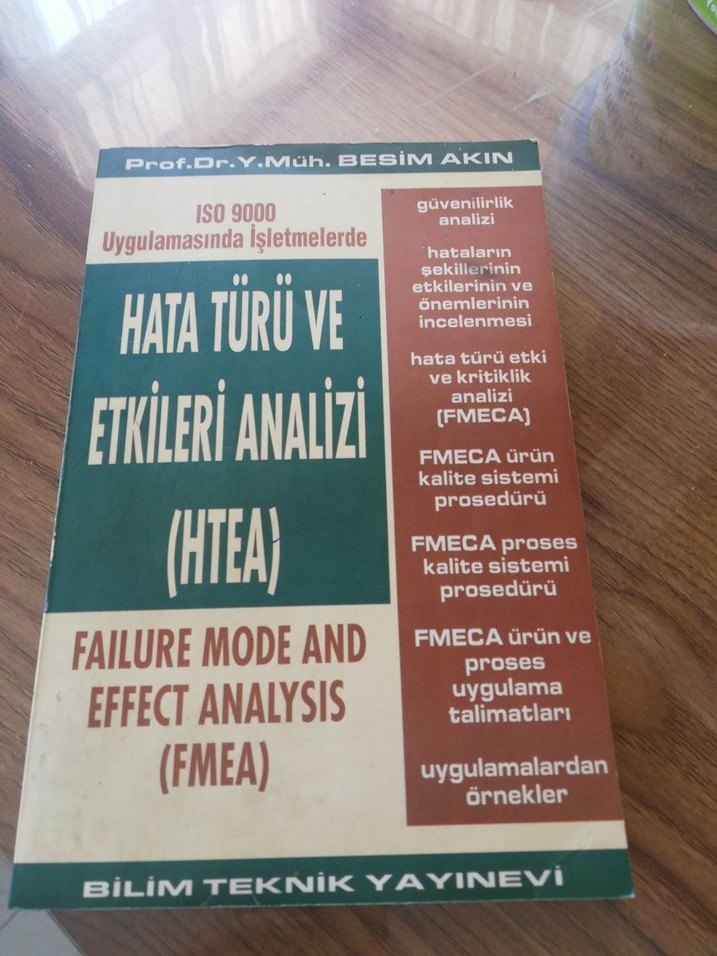 Prof.Dr.Y.Müh. BESİM AKIN
ISO 9000
Uygulamasında İşletmelerde
HATA TÜRÜ VE
ETKİLERİ ANALİZİ
(HTEA)
FAILURE MODE AND
EFFECT ANALYSIS
(FMEA)
güvenilirlik
analizi
hataların
şekillerinin
etkilerinin ve
önemlerinin
incelenmesi
hata türü etki
ve kritiklik
analizi
(FMECA)
FMECA ürün
kalite sistemi
prosedürü
FMECA proses
kalite sistemi
prosedürü
FMECA ürün ve
proses
uygulama
talimatları
uygulamalardan
örnekler
BİLİM TEKNİK YAYINEVİ